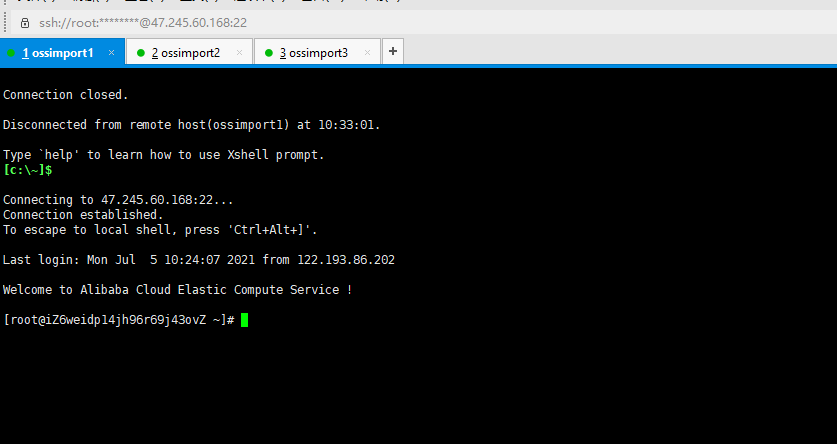 ssh://root:********@47.245.60.168:22
1 ossimport1 × 2 ossimport2 × 3 ossimport3 × +
Connection closed.
Disconnected from remote host(ossimport1) at 10:33:01.
Type `help' to learn how to use Xshell prompt.
[c:\~]$
Connecting to 47.245.60.168:22...
Connection established.
To escape to local shell, press 'Ctrl+Alt+]'.
Last login: Mon Jul  5 10:24:07 2021 from 122.193.86.202
Welcome to Alibaba Cloud Elastic Compute Service !
[root@iZ6weidp14jh96r69j43ovZ ~]#